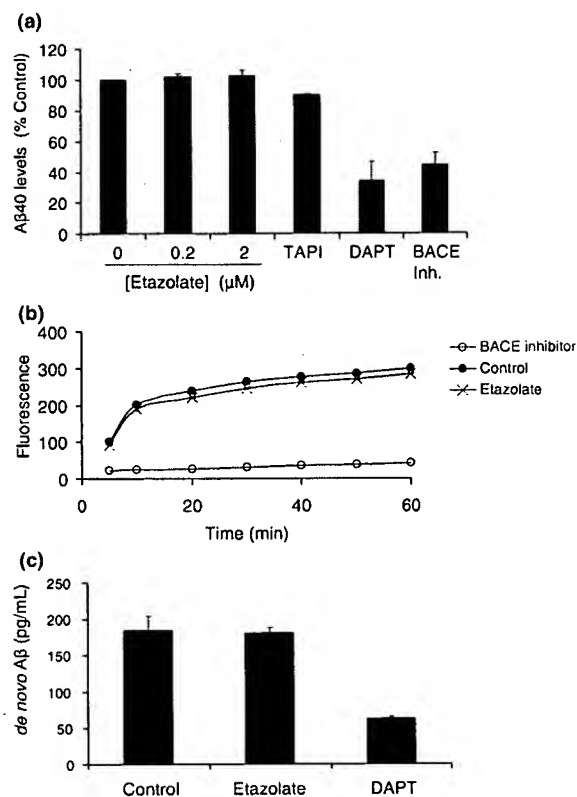 (a)
Aβ40 levels (% Control)
120
100
80
60
40
20
0
0 0.2 2 TAPI DAPT BACE Inh.
[Etazolate] (μM)
(b)
Fluorescence
400
300
200
100
0
0 20 40 60
Time (min)
BACE inhibitor
Control
Etazolate
(c)
de novo Aβ (pg/mL)
250
200
150
100
50
0
Control Etazolate DAPT